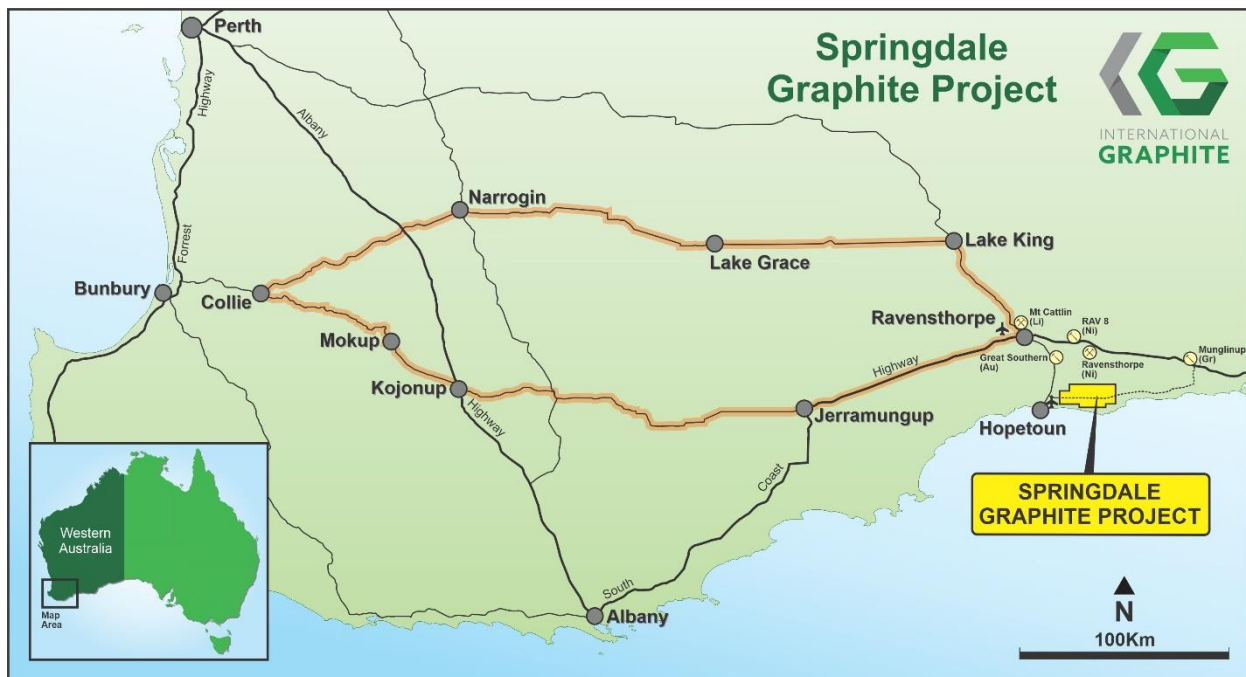 Perth
Springdale
Graphite Project
INTERNATIONAL
GRAPHITE
Highway
Albany
Narrogin
Lake King
Lake Grace
Forrest
Bunbury
Collie
Mokup
Kojonup
Highway
Ravensthorpe
Mt Cattlin
(Li)
RAV 8
(Ni)
Great Southern
(Au)
Ravensthorpe
(Ni)
Munglinup
(Gr)
Highway
Jerramungup
Hopetoun
Coast
South
Albany
SPRINGDALE
GRAPHITE PROJECT
Western
Australia
Map
Area
N
100Km